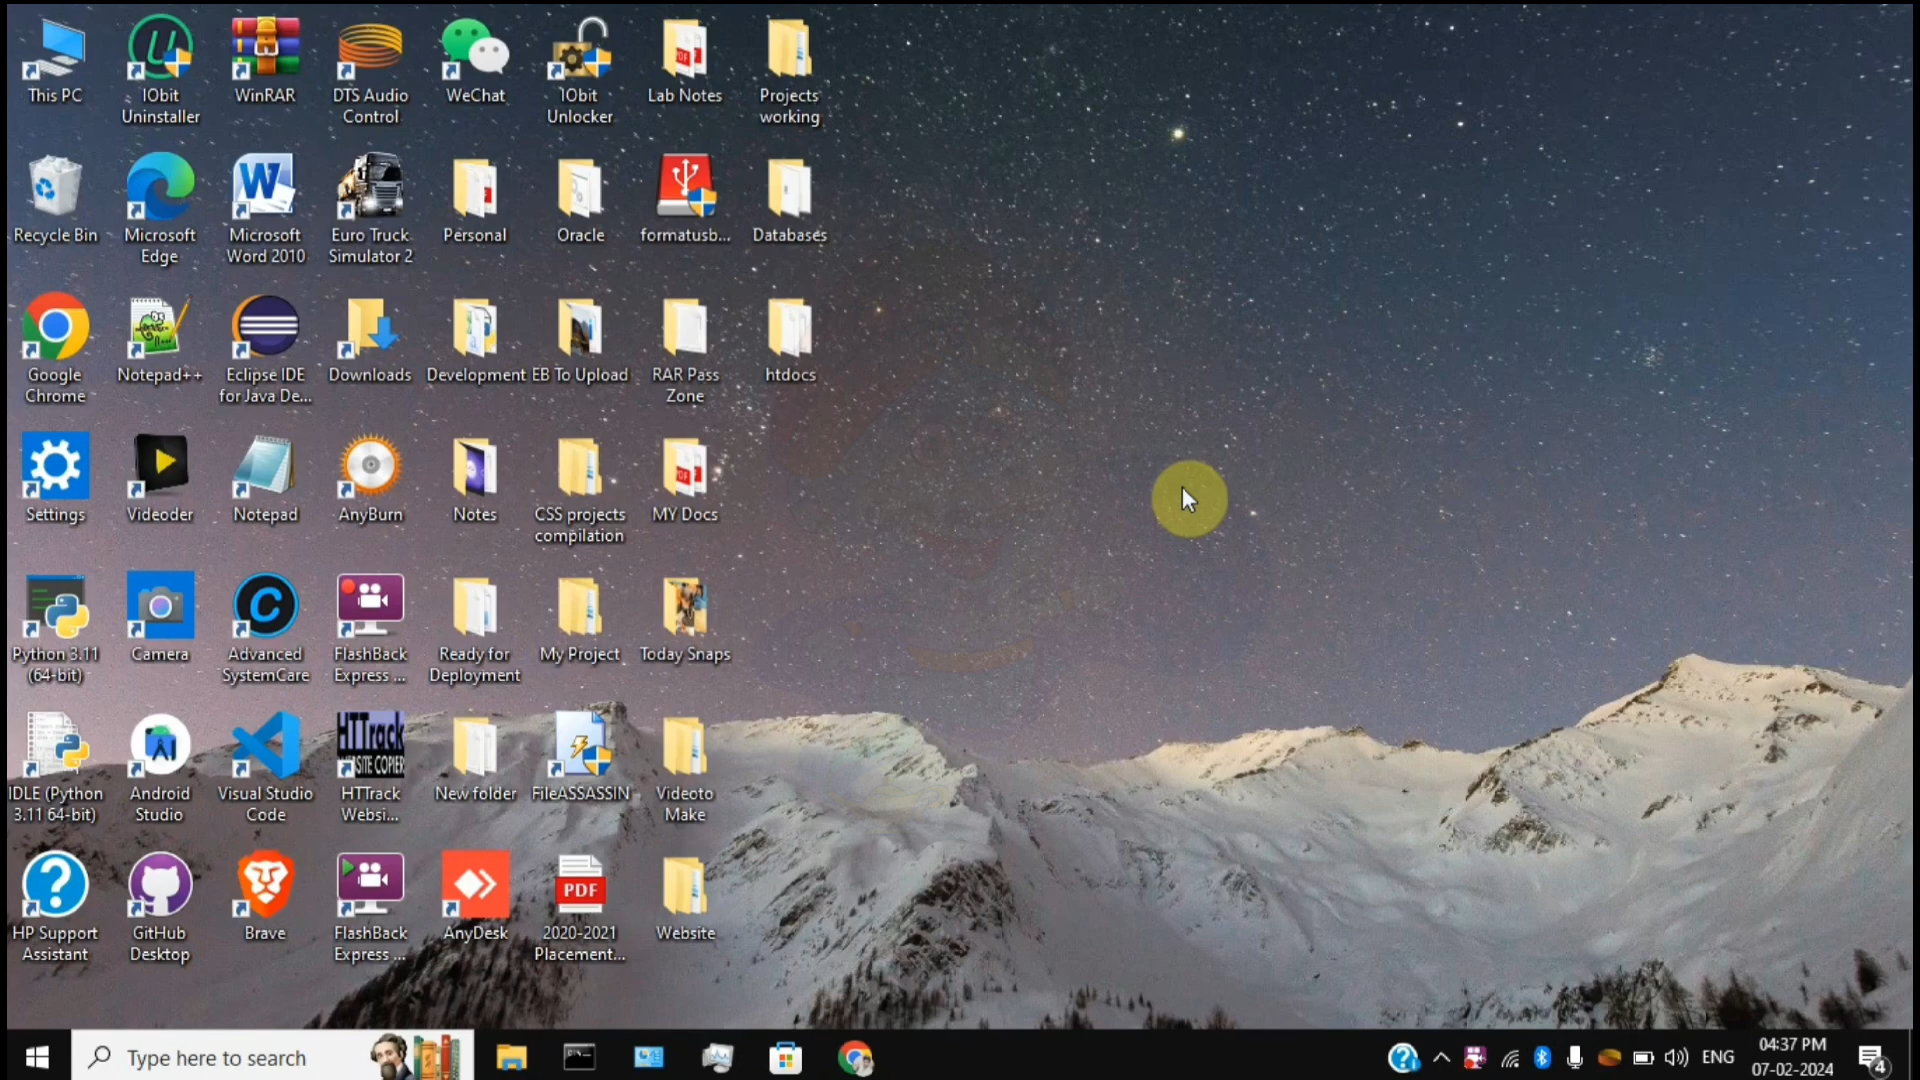 This PC
IObit
Uninstaller
WinRAR
DTS Audio
Control
WeChat
IObit
Unlocker
Lab Notes
Projects
working
Recycle Bin
Microsoft
Edge
Microsoft
Word 2010
Euro Truck
Simulator 2
Personal
Oracle
formatusb...
Databases
Google
Chrome
Notepad++
Eclipse IDE
for Java De...
Downloads
Development
EB To Upload
RAR Pass
Zone
htdocs
Settings
Videoder
Notepad
AnyBurn
Notes
CSS projects
compilation
MY Docs
Python 3.11
(64-bit)
Camera
Advanced
SystemCare
FlashBack
Express ...
Ready for
Deployment
My Project
Today Snaps
IDLE (Python
3.11 64-bit)
Android
Studio
Visual Studio
Code
HTTrack
WEBSITE COPIER
HTTrack
Websi...
New folder
FileASSASSIN
Videoto
Make
HP Support
Assistant
GitHub
Desktop
Brave
FlashBack
Express ...
AnyDesk
PDF
2020-2021
Placement...
Website
Type here to search
ENG
04:37 PM
07-02-2024
4